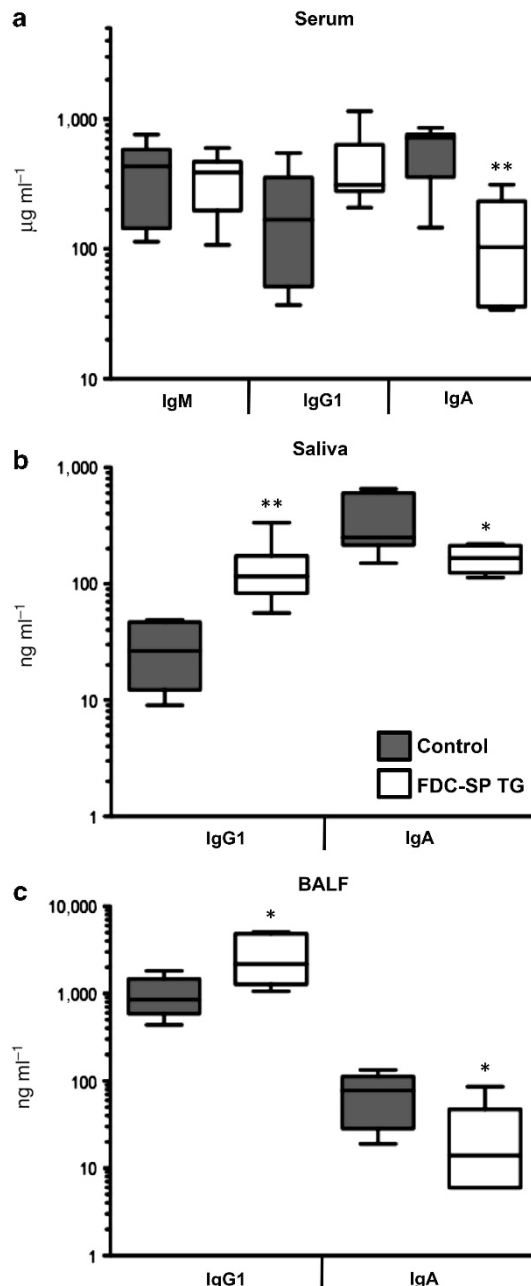 a
Serum
1,000
**
µg ml⁻¹
100
10
IgM
IgG1
IgA
b
Saliva
1,000
**
*
100
ng ml⁻¹
10
Control
FDC-SP TG
1
IgG1
IgA
c
BALF
10,000
*
1,000
ng ml⁻¹
100
*
10
1
IgG1
IgA